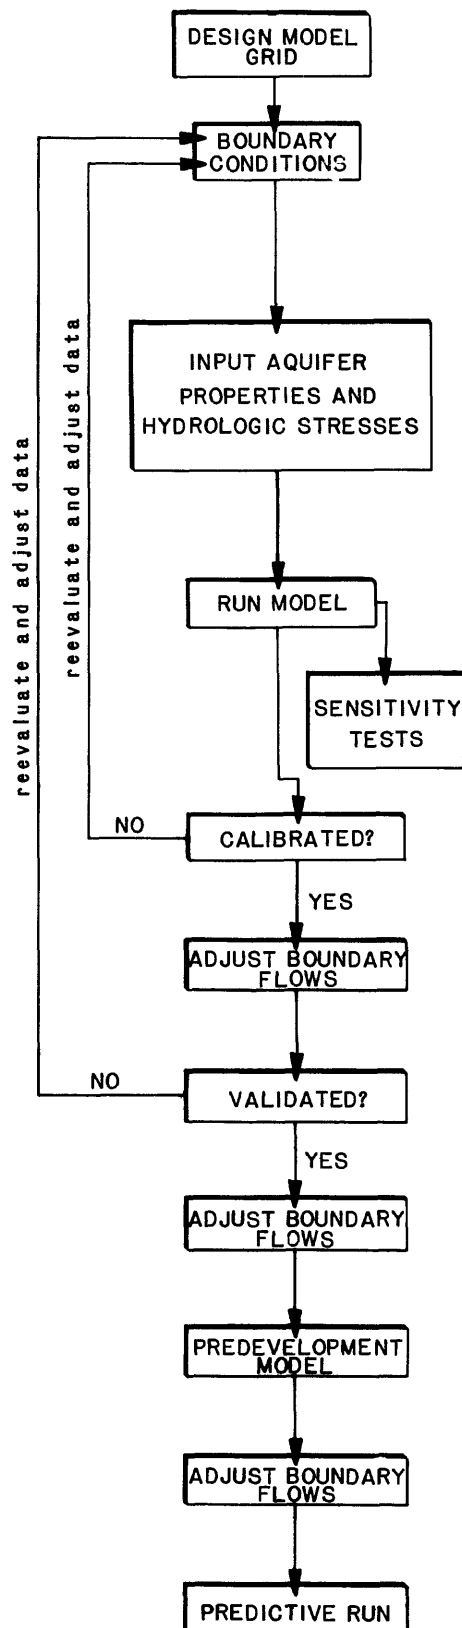 DESIGN MODEL
GRID
BOUNDARY
CONDITIONS
INPUT AQUIFER
PROPERTIES AND
HYDROLOGIC STRESSES
reevaluate and adjust data
reevaluate and adjust data
RUN MODEL
SENSITIVITY
TESTS
NO
CALIBRATED?
YES
ADJUST BOUNDARY
FLOWS
NO
VALIDATED?
YES
ADJUST BOUNDARY
FLOWS
PREDEVELOPMENT
MODEL
ADJUST BOUNDARY
FLOWS
PREDICTIVE RUN